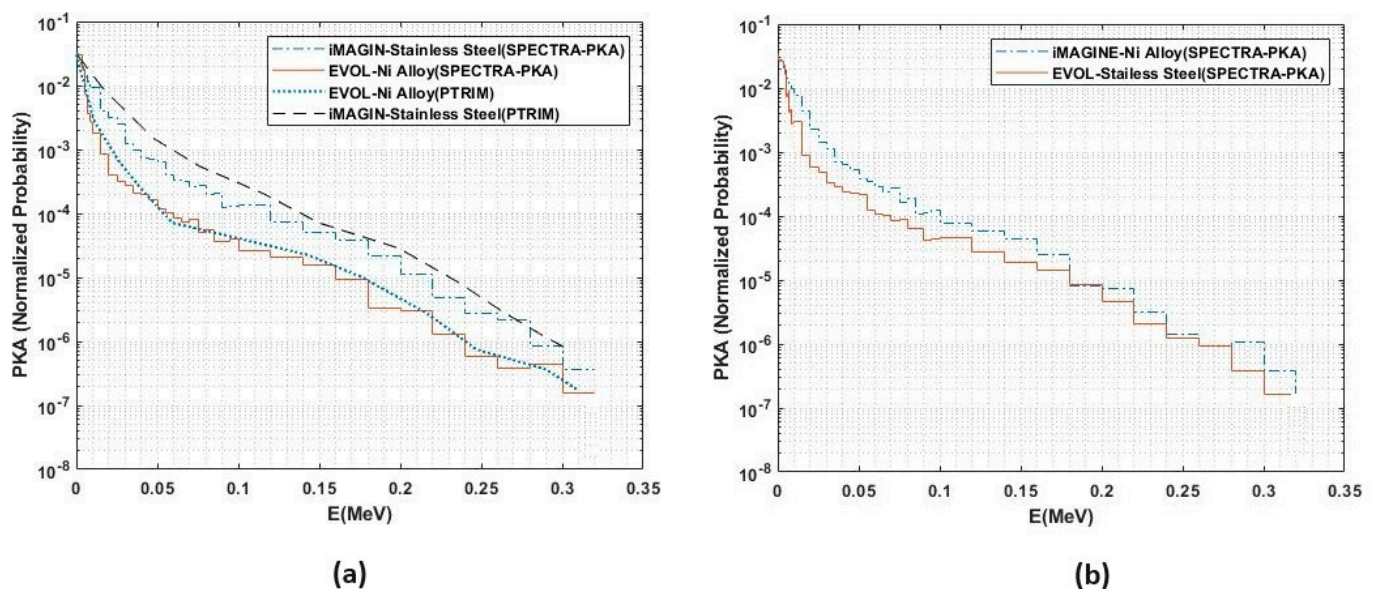 10^-1
10^-2
10^-3
10^-4
10^-5
10^-6
10^-7
10^-8
PKA (Normalized Probability)
iMAGIN-Stainless Steel(SPECTRA-PKA)
EVOL-Ni Alloy(SPECTRA-PKA)
EVOL-Ni Alloy(PTRIM)
iMAGIN-Stainless Steel(PTRIM)
0 0.05 0.1 0.15 0.2 0.25 0.3 0.35
E(MeV)
(a)
10^-1
10^-2
10^-3
10^-4
10^-5
10^-6
10^-7
10^-8
PKA (Normalized Probability)
iMAGINE-Ni Alloy(SPECTRA-PKA)
EVOL-Stailess Steel(SPECTRA-PKA)
0 0.05 0.1 0.15 0.2 0.25 0.3 0.35
E(MeV)
(b)